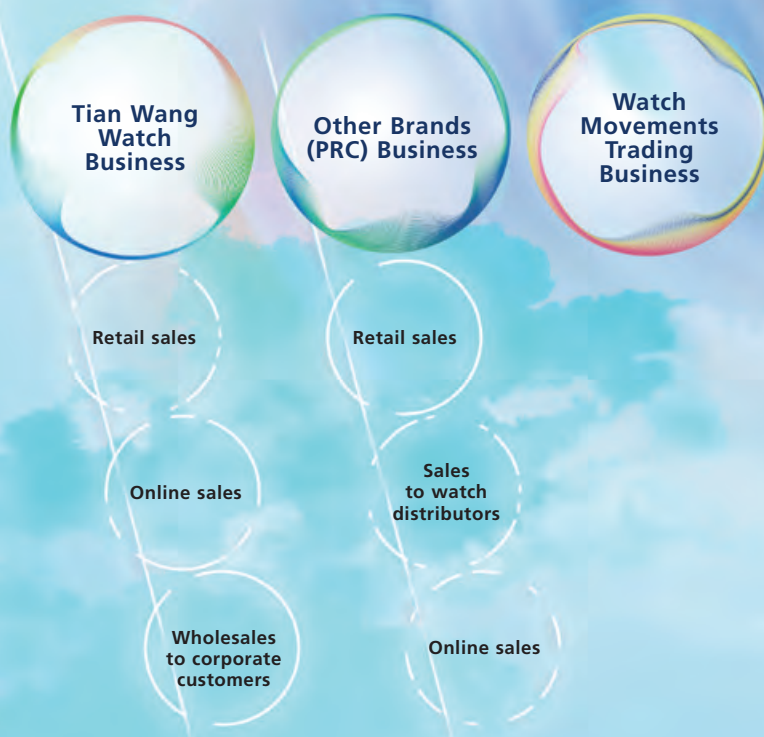 Tian Wang
Watch
Business
Other Brands
(PRC) Business
Watch
Movements
Trading
Business
Retail sales
Online sales
Wholesales
to corporate
customers
Retail sales
Sales
to watch
distributors
Online sales